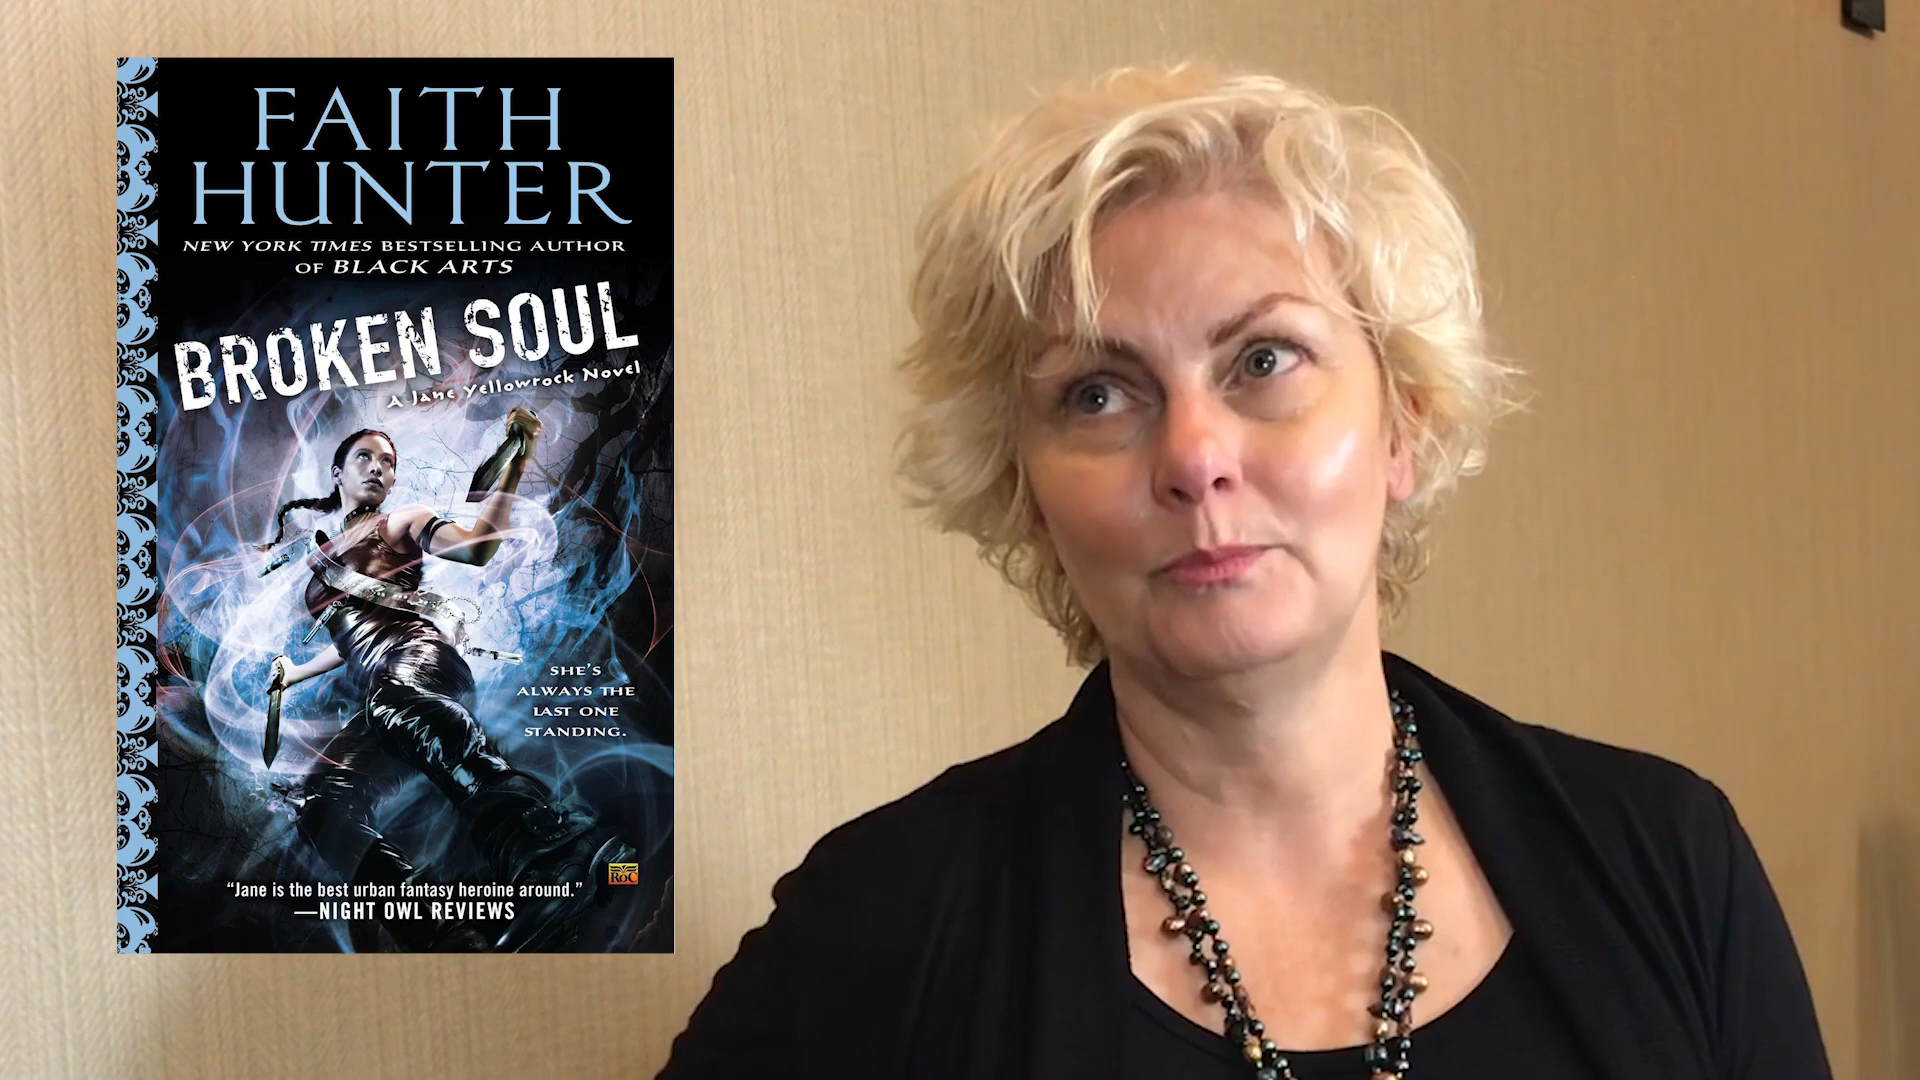 FAITH
HUNTER
NEW YORK TIMES BESTSELLING AUTHOR
OF BLACK ARTS
BROKEN SOUL
A Jane Yellowrock Novel
SHE'S
ALWAYS THE
LAST ONE
STANDING.
ROC
“Jane is the best urban fantasy heroine around.”
—NIGHT OWL REVIEWS